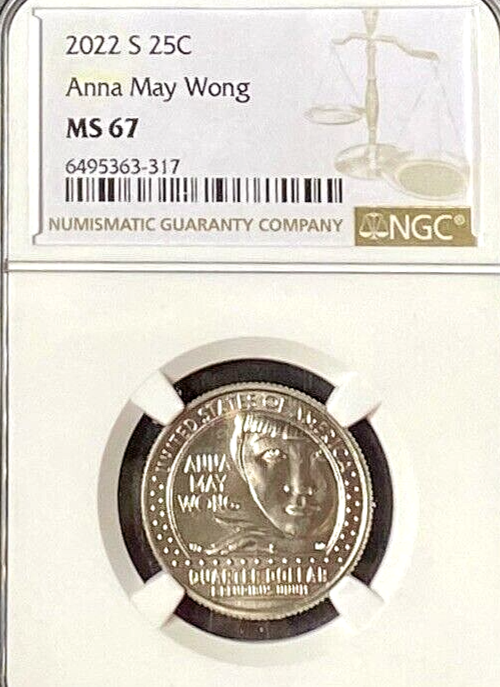 2022 S 25C
Anna May Wong
MS 67
6495363-317
NUMISMATIC GUARANTY COMPANY
NGC®
UNITED STATES OF AMERICA
ANNA
MAY
WONG
QUARTER DOLLAR
E PLURIBUS UNUM